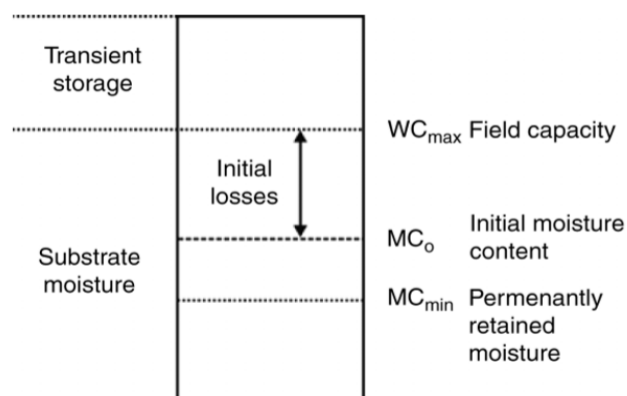 Transient
storage
WCmax Field capacity
Initial
losses
MCo Initial moisture
content
Substrate
moisture
MCmin Permenantly
retained
moisture